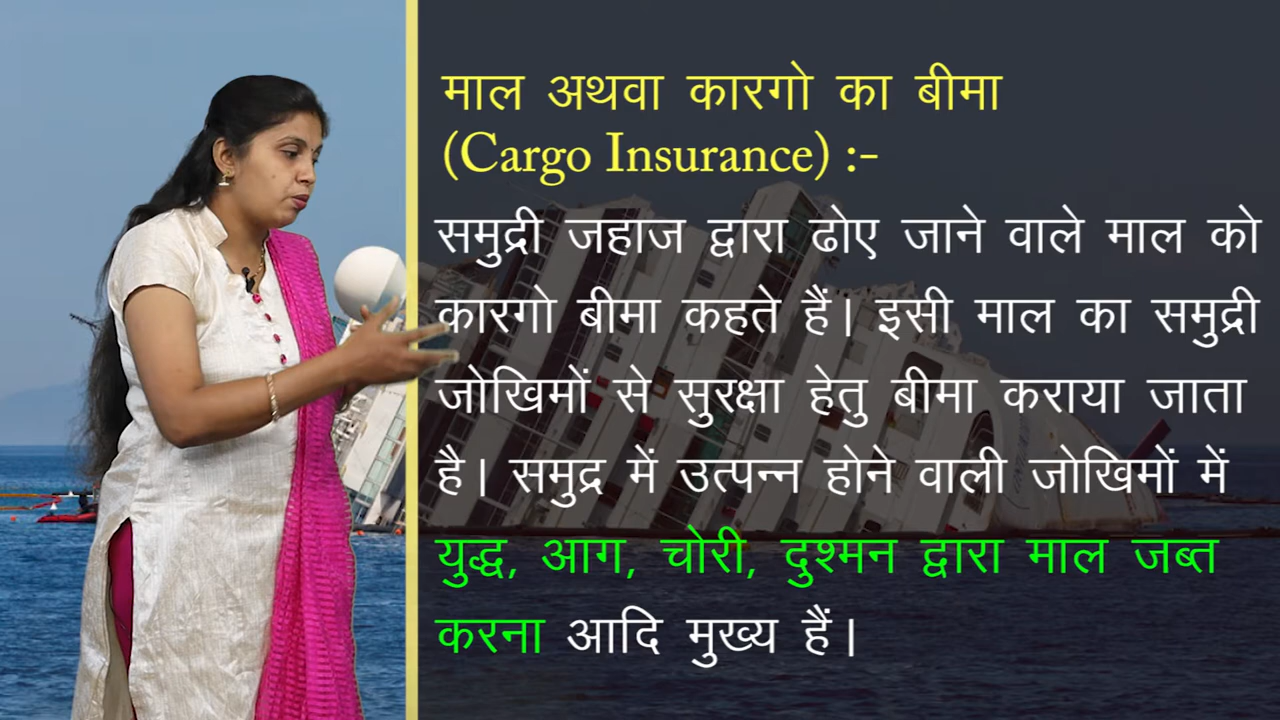 माल अथवा कारगो का बीमा
(Cargo Insurance) :-
समुद्री जहाज द्वारा ढोए जाने वाले माल को
कारगो बीमा कहते हैं। इसी माल का समुद्री
जोखिमों से सुरक्षा हेतु बीमा कराया जाता
है। समुद्र में उत्पन्न होने वाली जोखिमों में
युद्ध, आग, चोरी, दुश्मन द्वारा माल जब्त
करना आदि मुख्य हैं।